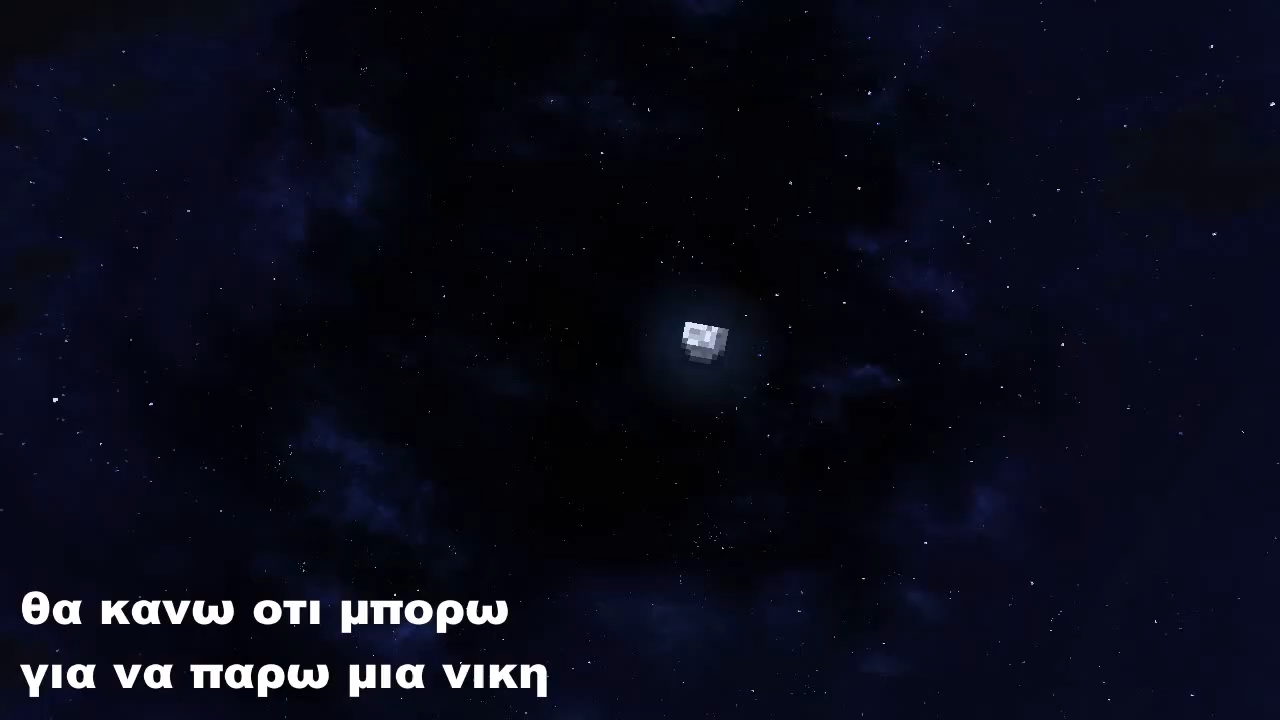 θα κανω οτι μπορω
για να παρω μια νικη